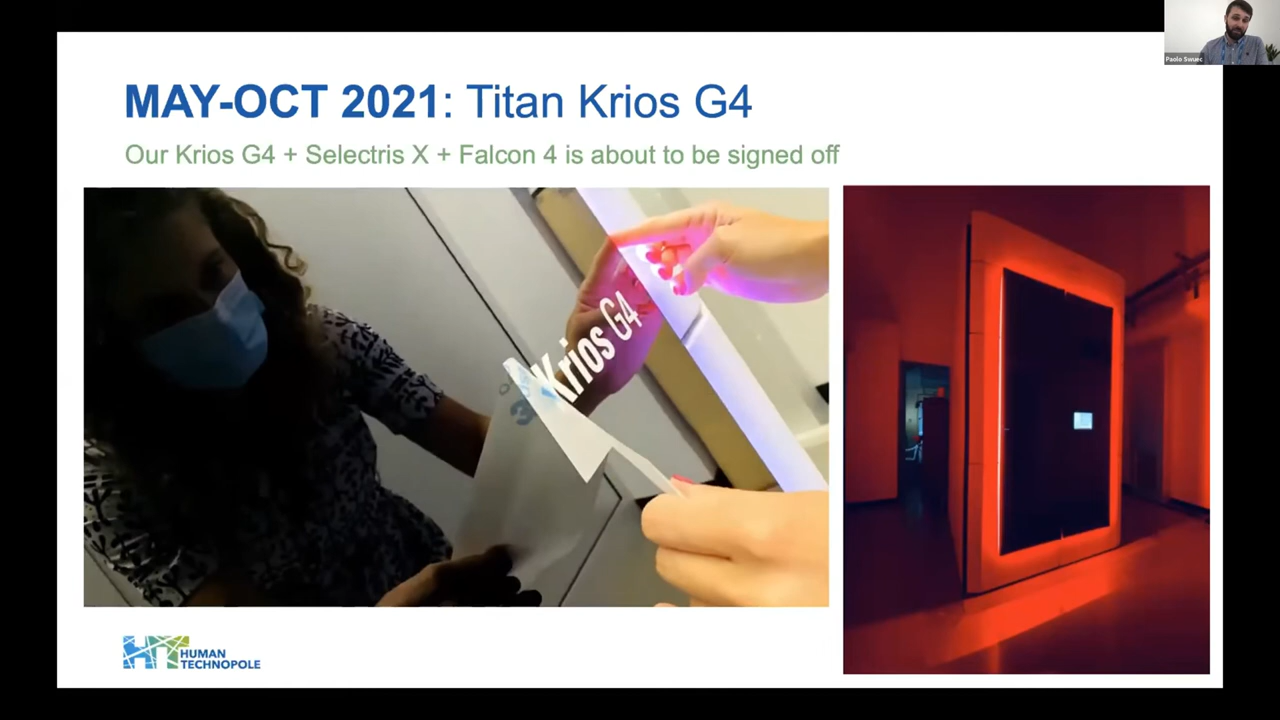 Paolo Swuec
MAY-OCT 2021: Titan Krios G4
Our Krios G4 + Selectris X + Falcon 4 is about to be signed off
Krios G4
HUMAN
TECHNOPOLE